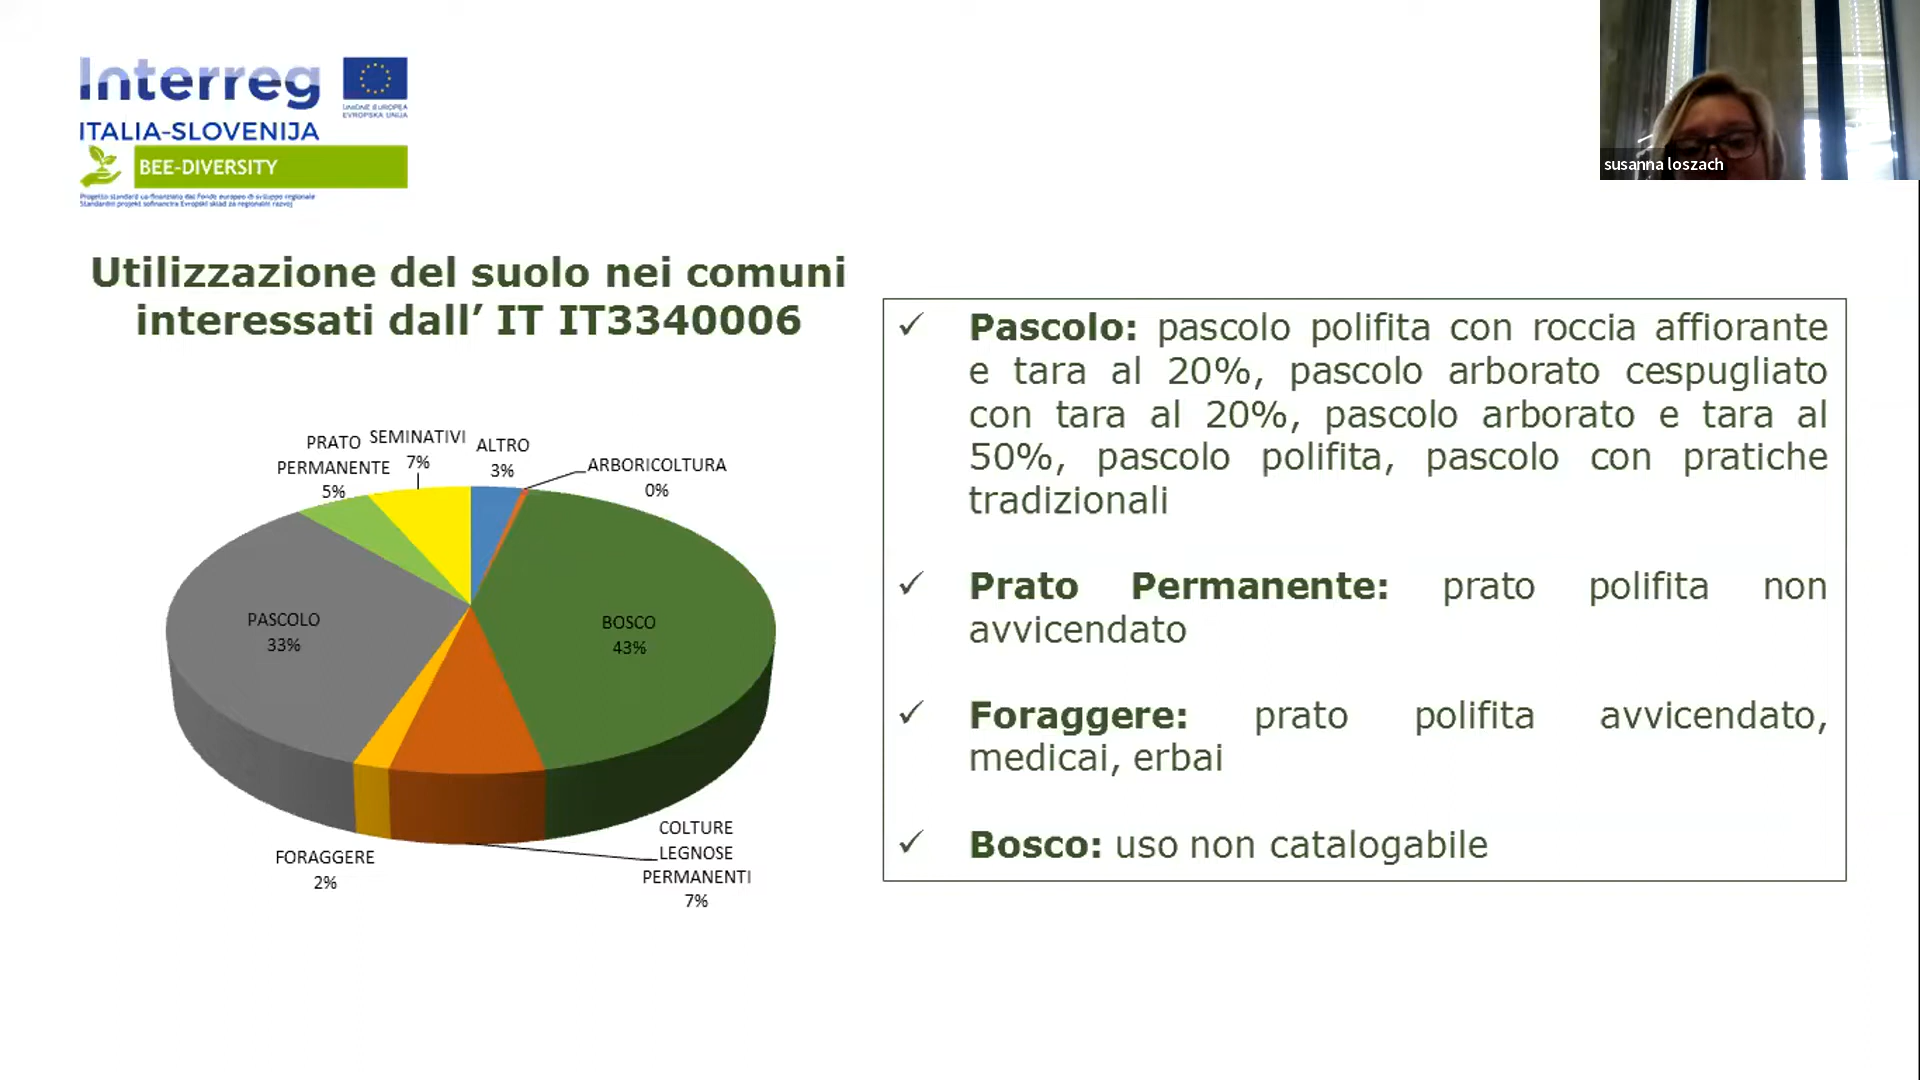 Interreg
UNIONE EUROPEA
EVROPSKA UNIJA
ITALIA-SLOVENIJA
BEE-DIVERSITY
Progetto standard co-finanziato dal Fondo europeo di sviluppo regionale
Standardni projekt sofinancira Evropski sklad za regionalni razvoj
susanna loszach
Utilizzazione del suolo nei comuni
interessati dall’ IT IT3340006
PRATO
PERMANENTE
5%
SEMINATIVI
7%
ALTRO
3%
ARBORICOLTURA
0%
PASCOLO
33%
BOSCO
43%
FORAGGERE
2%
COLTURE
LEGNOSE
PERMANENTI
7%
✓ Pascolo: pascolo polifita con roccia affiorante
e tara al 20%, pascolo arborato cespugliato
con tara al 20%, pascolo arborato e tara al
50%, pascolo polifita, pascolo con pratiche
tradizionali
✓ Prato Permanente: prato polifita non
avvicendato
✓ Foraggere: prato polifita avvicendato,
medicai, erbai
✓ Bosco: uso non catalogabile